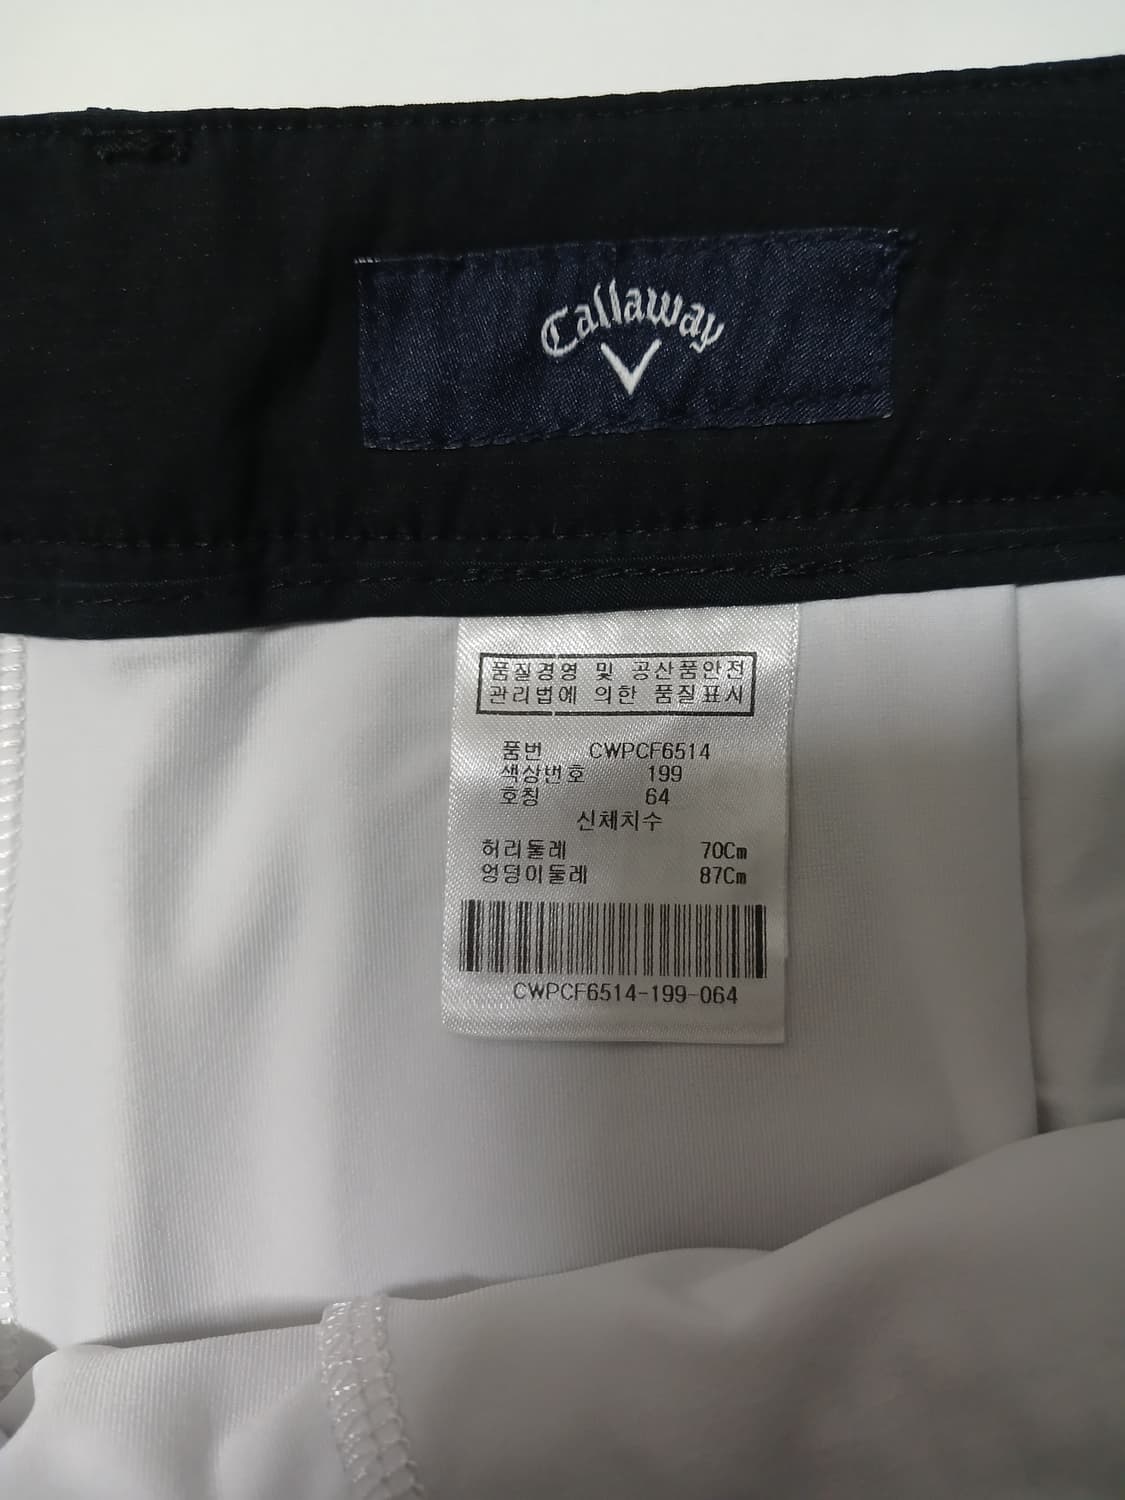 Callaway
품질경영 및 공산품안전
관리법에 의한 품질표시
품번 CWPCF6514
색상번호 199
호칭 64
신체치수
허리둘레 70Cm
엉덩이둘레 87Cm
CWPCF6514-199-064